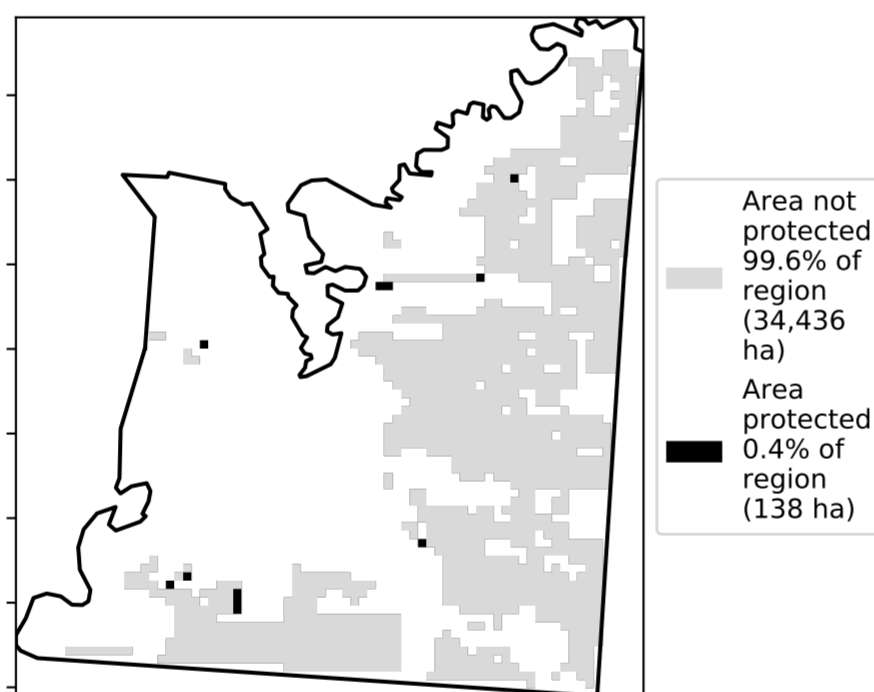 Area not
protected
99.6% of
region
(34,436
ha)
Area
protected
0.4% of
region
(138 ha)